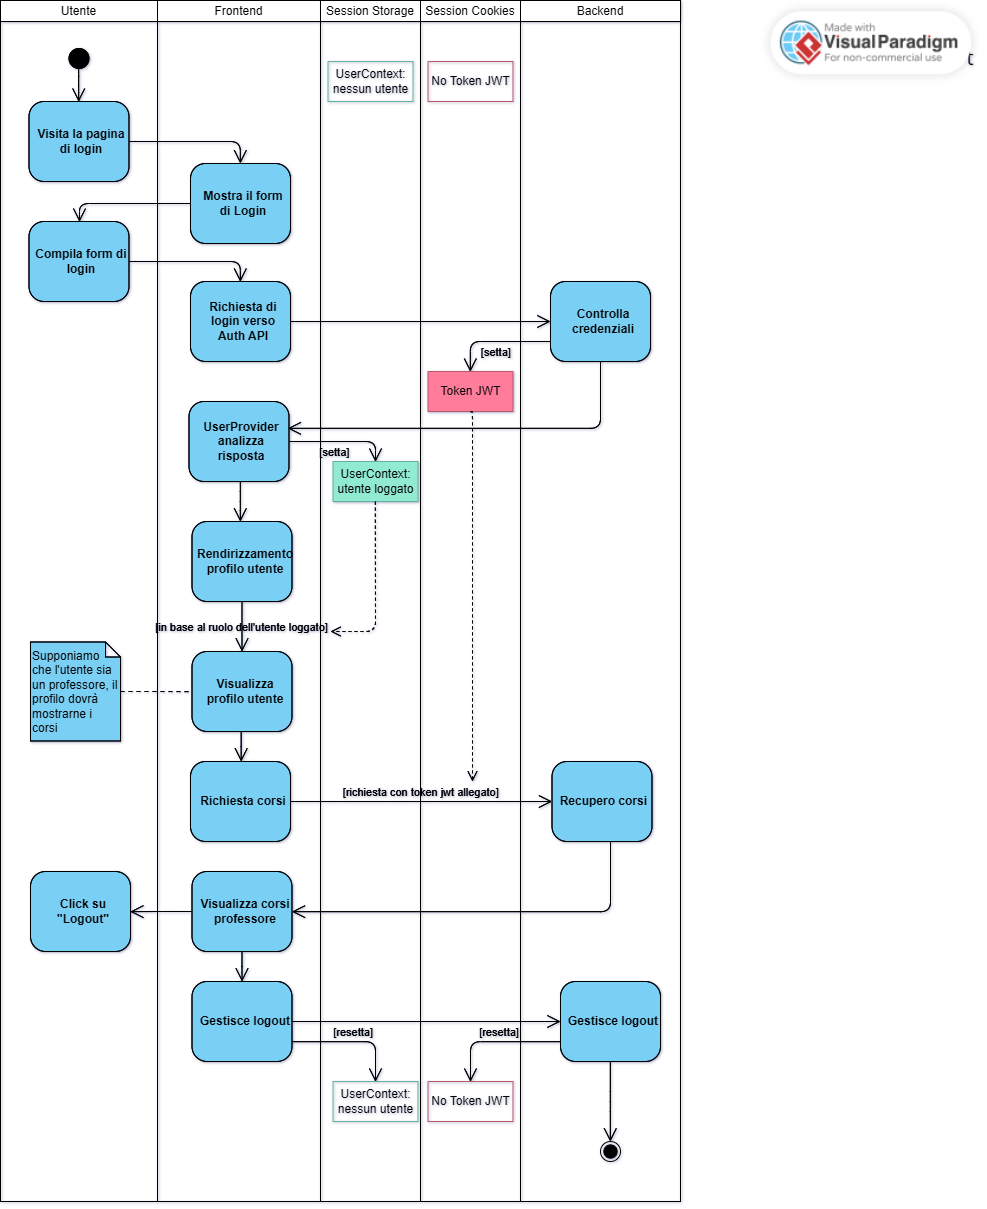 Utente
Frontend
Session Storage
Session Cookies
Backend
Made with
VisualParadigm
For non-commercial use
UserContext:
nessun utente
No Token JWT
Visita la pagina
di login
Mostra il form
di Login
Compila form di
login
Richiesta di
login verso
Auth API
Controlla
credenziali
[setta]
Token JWT
UserProvider
analizza
risposta
[setta]
UserContext:
utente loggato
Rendirizzamento
profilo utente
[in base al ruolo dell'utente loggato]
Supponiamo
che l'utente sia
un professore, il
profilo dovrà
mostrarne i
corsi
Visualizza
profilo utente
Richiesta corsi
[richiesta con token jwt allegato]
Recupero corsi
Click su
"Logout"
Visualizza corsi
professore
Gestisce logout
Gestisce logout
[resetta]
[resetta]
UserContext:
nessun utente
No Token JWT